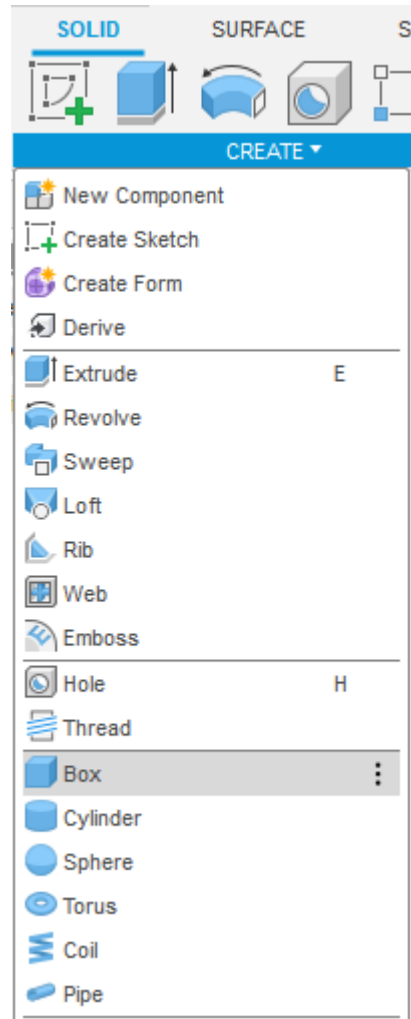 SOLID SURFACE S
CREATE
New Component
Create Sketch
Create Form
Derive
Extrude E
Revolve
Sweep
Loft
Rib
Web
Emboss
Hole H
Thread
Box
Cylinder
Sphere
Torus
Coil
Pipe